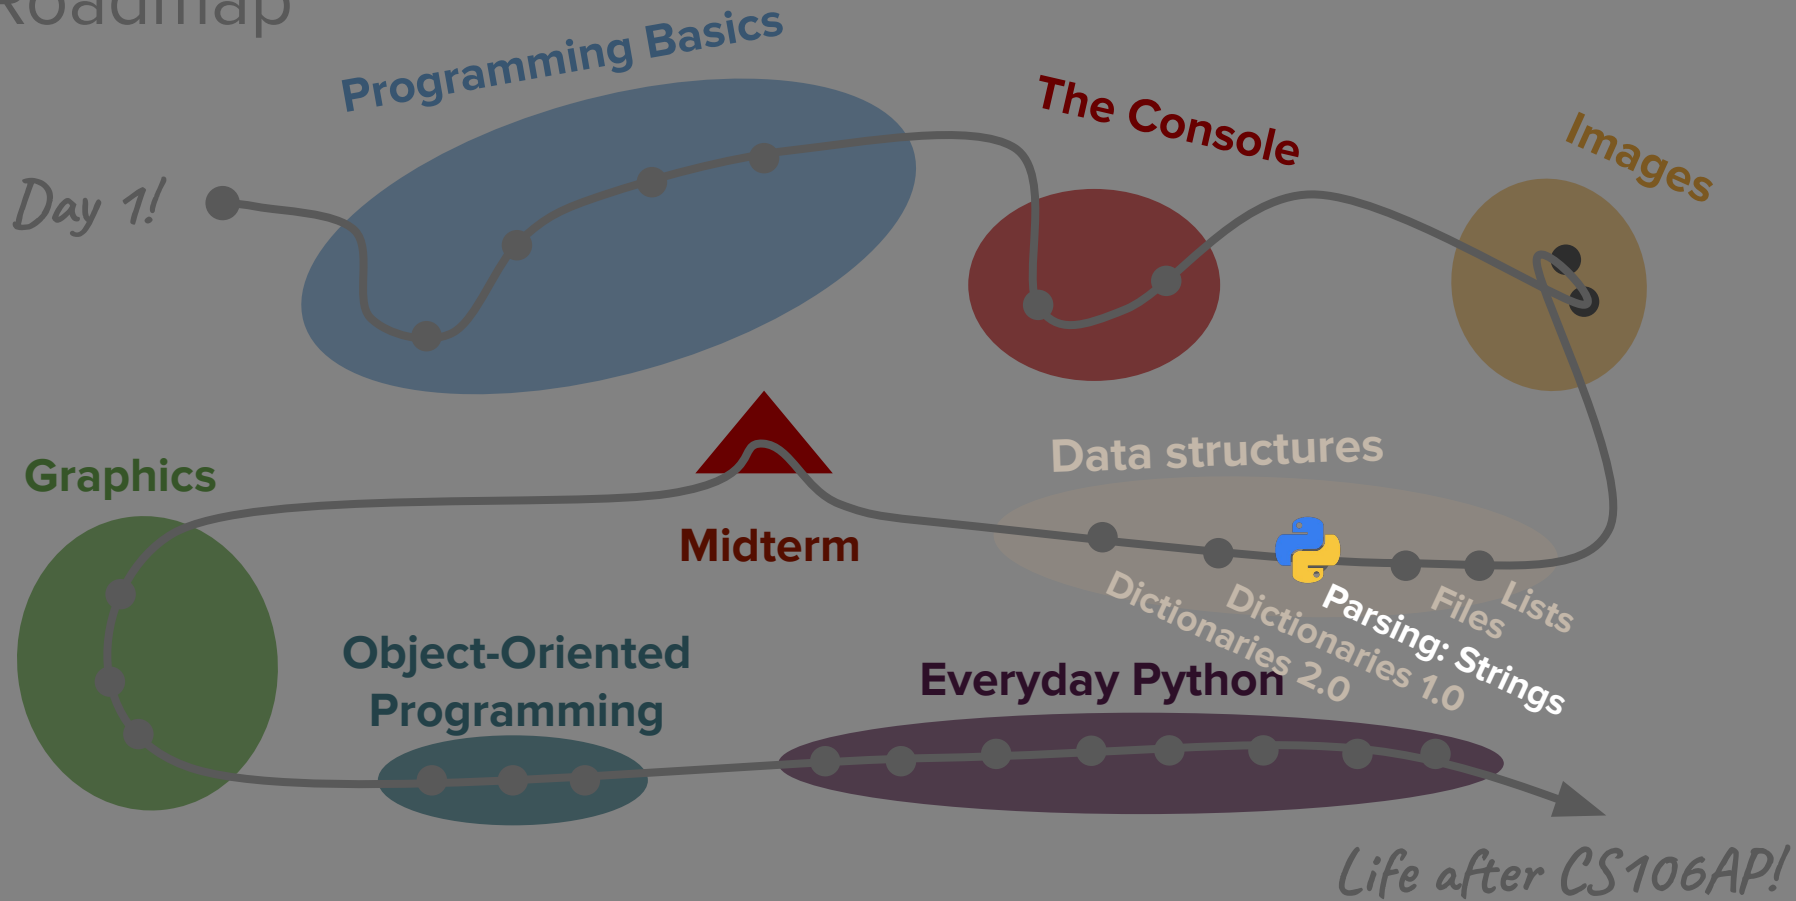 Roadmap
Programming Basics
The Console
Images
Day 1!
Data structures
Graphics
Midterm
Lists
Files
Parsing: Strings
Dictionaries 1.0
Dictionaries 2.0
Object-Oriented
Programming
Everyday Python
Life after CS106AP!